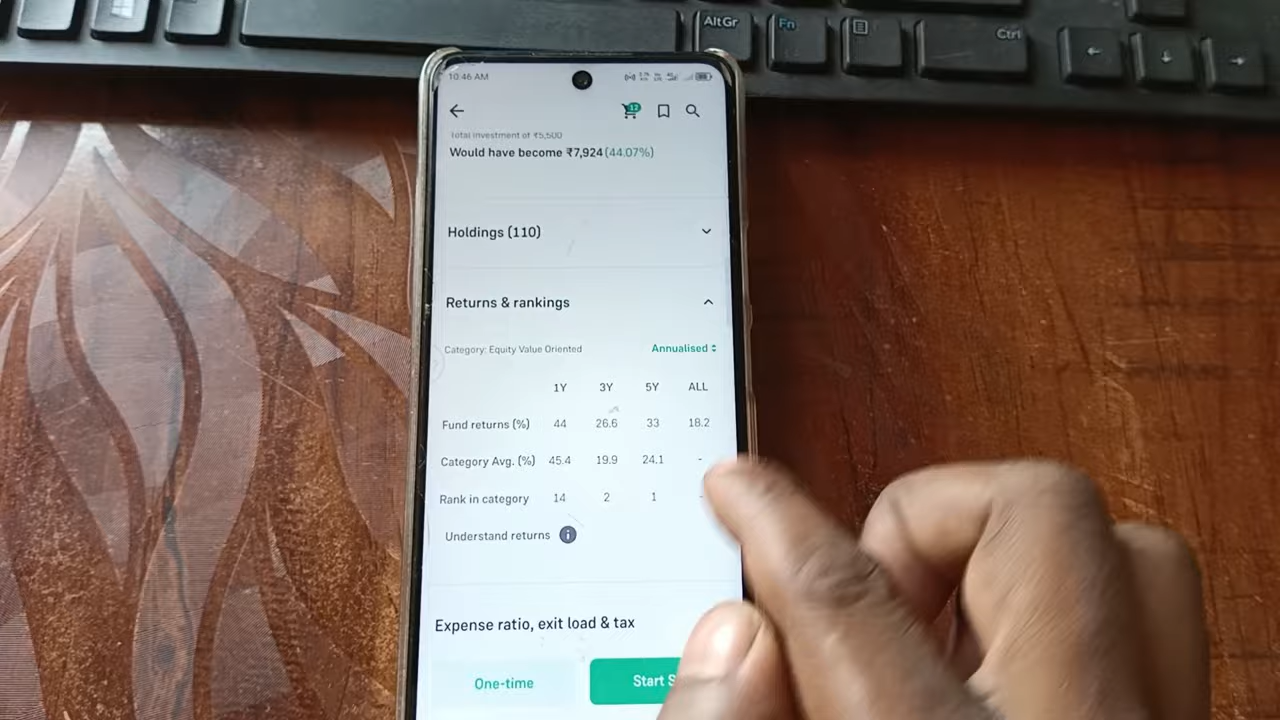 AltGr
Fn
Ctrl
10:46 AM
12
Total investment of ₹5,500
Would have become ₹7,924 (44.07%)
Holdings (110)
Returns & rankings
Category: Equity Value Oriented Annualised
1Y 3Y 5Y ALL
Fund returns (%) 44 26.6 33 18.2
Category Avg. (%) 45.4 19.9 24.1 -
Rank in category 14 2 1 -
Understand returns i
Expense ratio, exit load & tax
One-time Start S